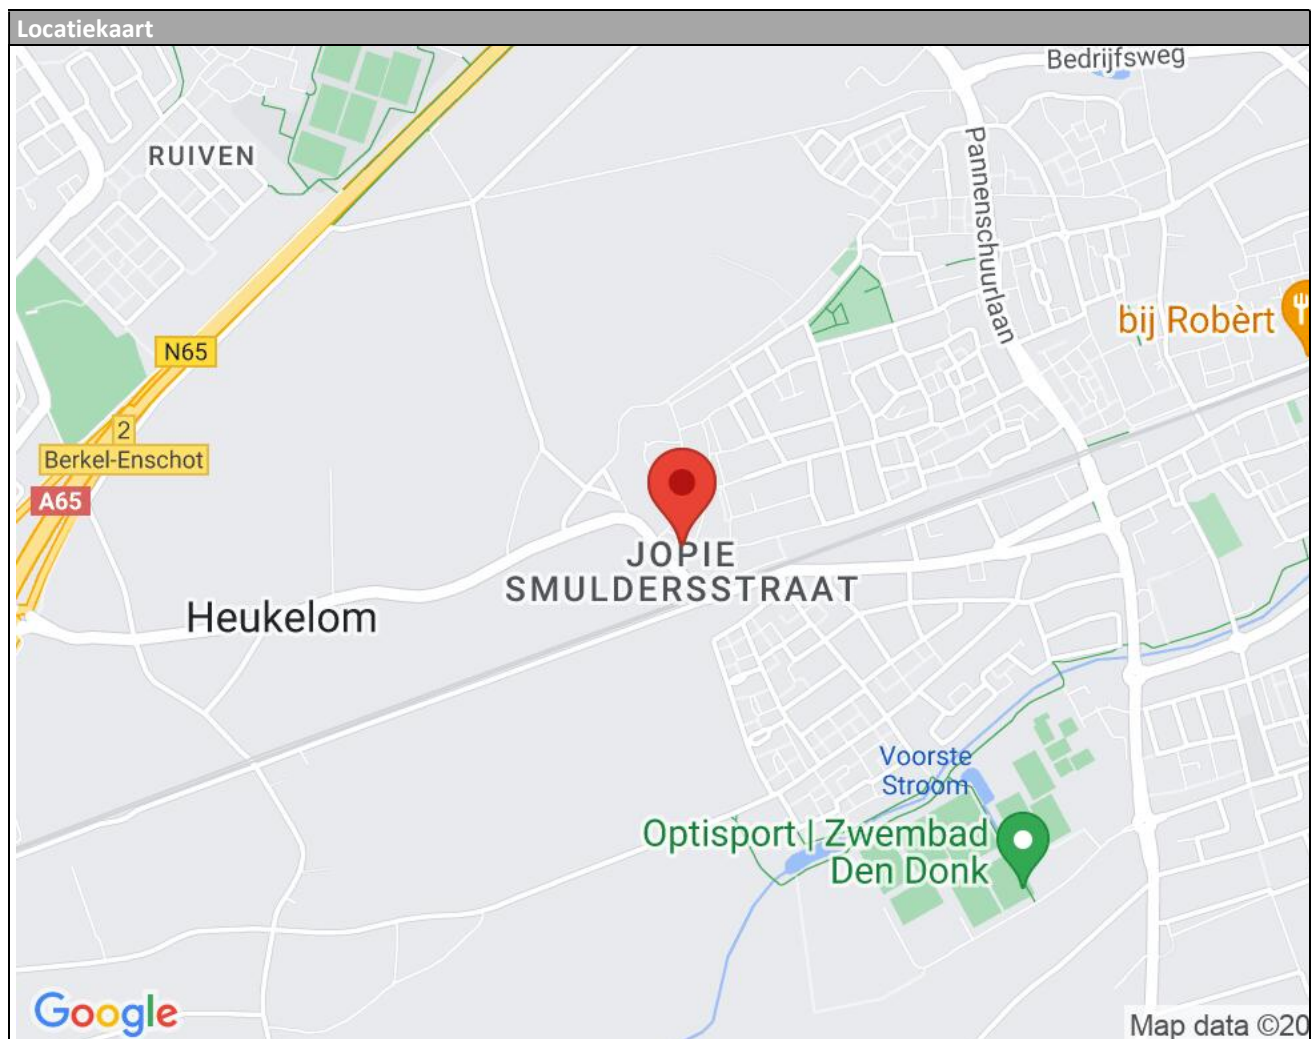 Locatiekaart
Bedrijfsweg
RUIVEN
Pannenschuurlaan
bij Robèrt
N65
2
Berkel-Enschot
A65
JOPIE
SMULDERSSTRAAT
Heukelom
Voorste
Stroom
Optisport | Zwembad
Den Donk
Google
Map data ©20